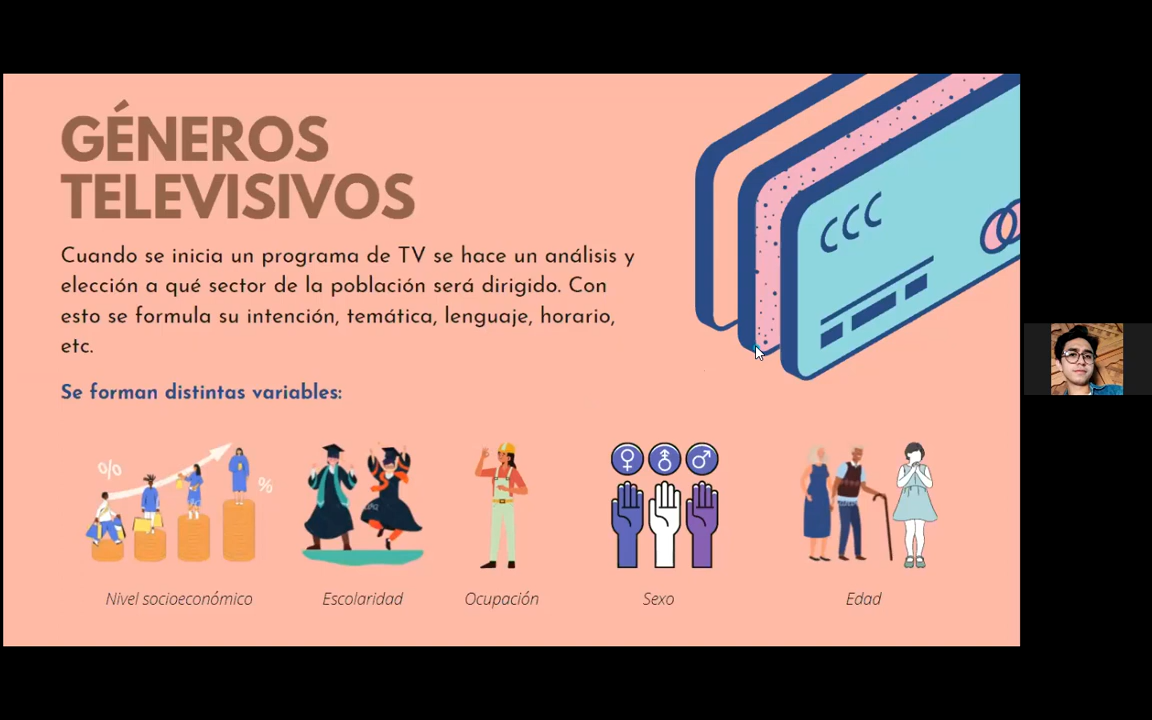 GÉNEROS
TELEVISIVOS
Cuando se inicia un programa de TV se hace un análisis y
elección a qué sector de la población será dirigido. Con
esto se formula su intención, temática, lenguaje, horario,
etc.
Se forman distintas variables:
%
%
Nivel socioeconómico
Escolaridad
Ocupación
Sexo
Edad